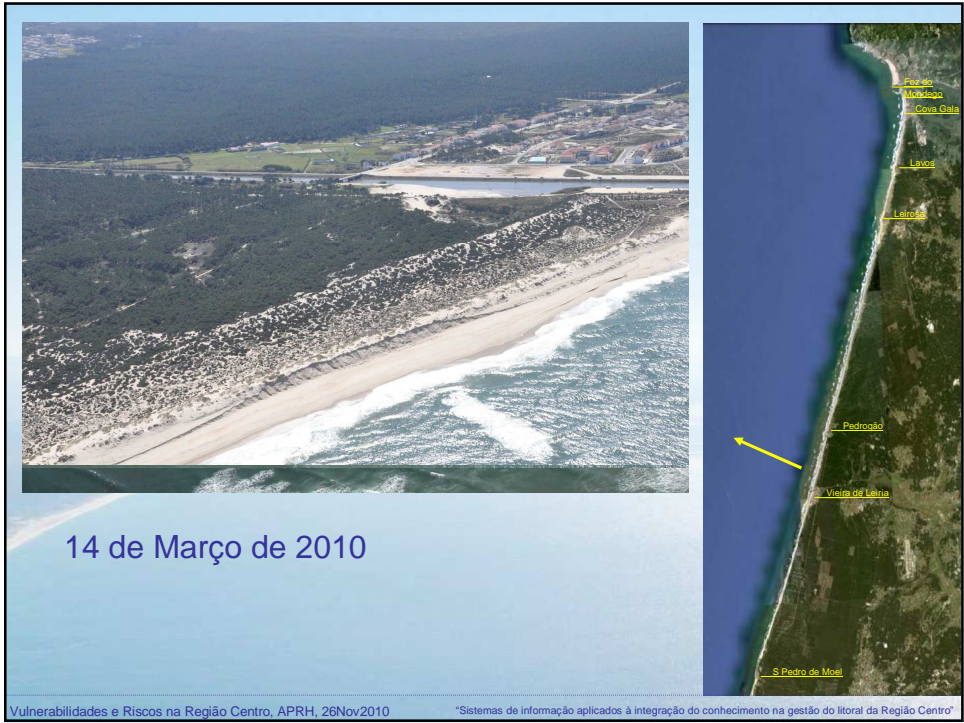 Foz do
Mondego
Cova Gala
Lavos
Leirosa
Pedrogão
Vieira de Leiria
S Pedro de Moel
14 de Março de 2010
Vulnerabilidades e Riscos na Região Centro, APRH, 26Nov2010
“Sistemas de informação aplicados à integração do conhecimento na gestão do litoral da Região Centro”